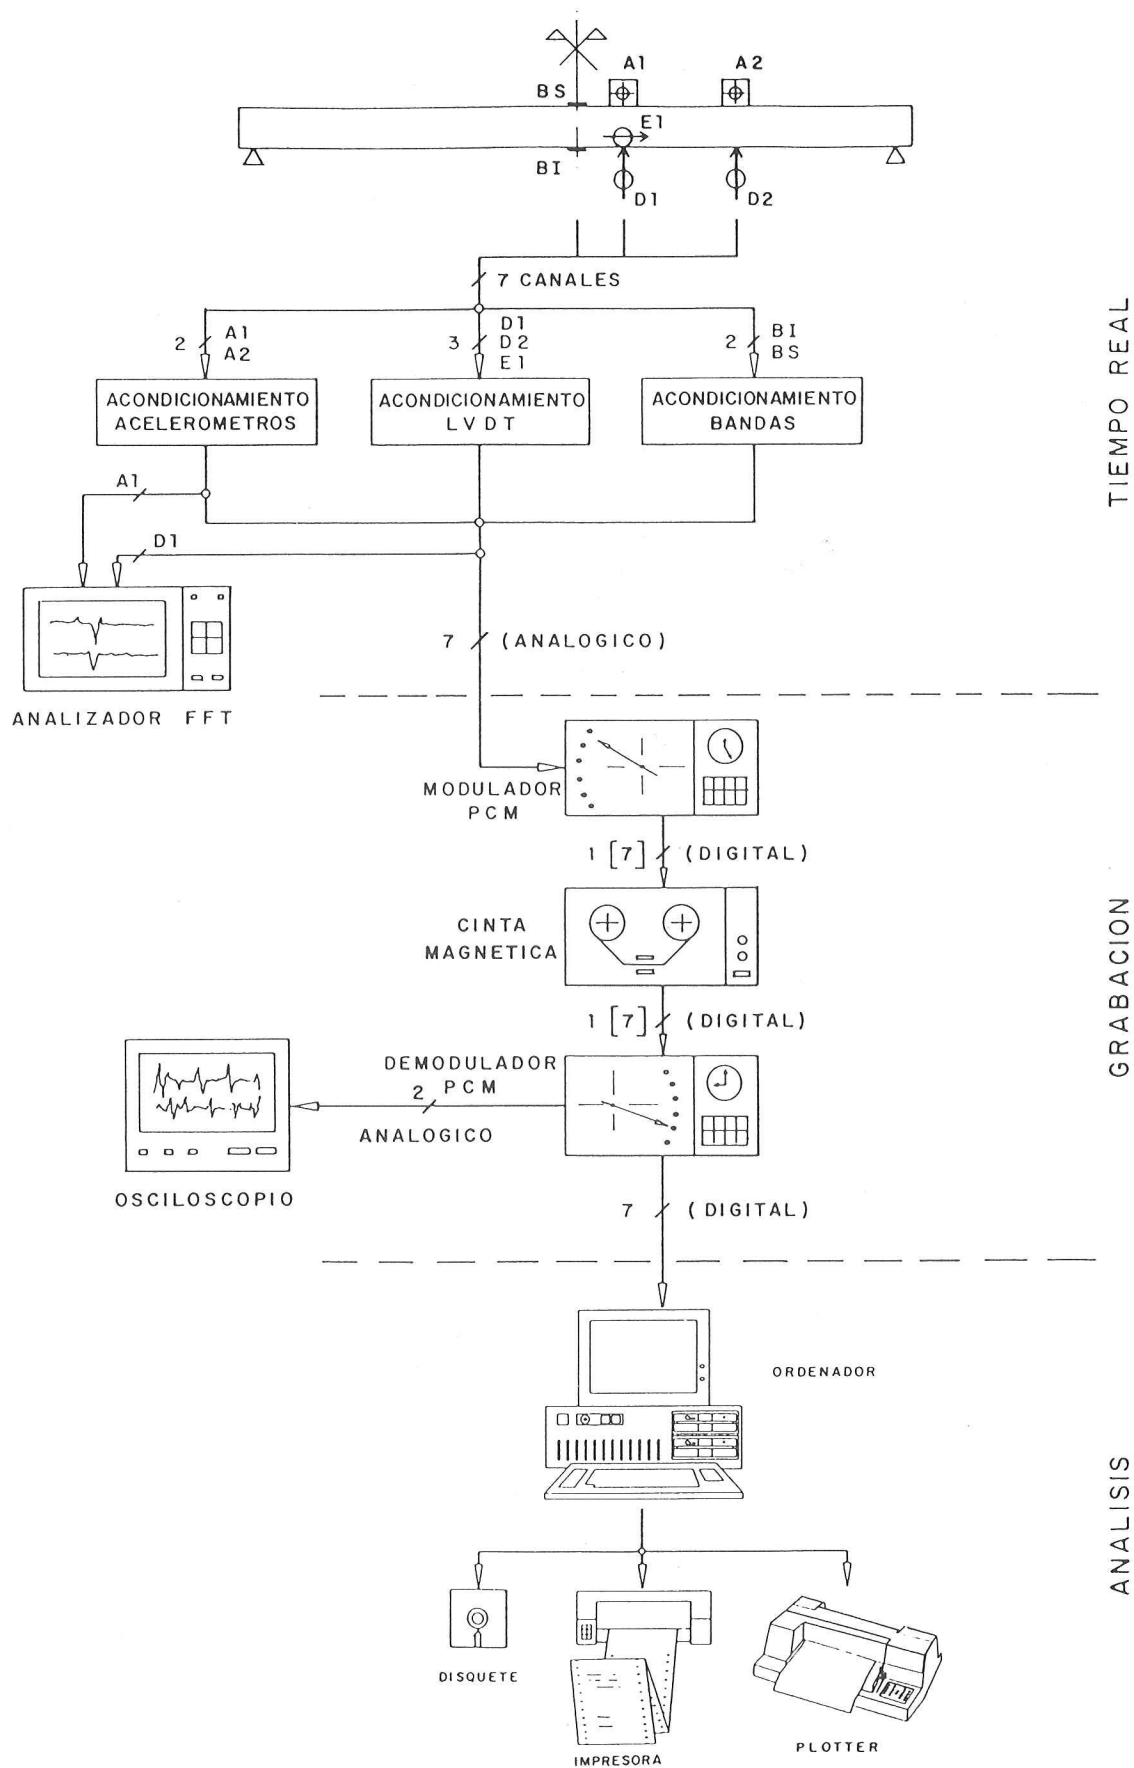 A1
A2
BS
E1
BI
D1
D2
7 CANALES
2
A1
A2
3
D1
D2
E1
2
BI
BS
ACONDICIONAMIENTO
ACELEROMETROS
ACONDICIONAMIENTO
LVDT
ACONDICIONAMIENTO
BANDAS
TIEMPO REAL
A1
D1
7 (ANALOGICO)
ANALIZADOR FFT
MODULADOR
PCM
1 [7] (DIGITAL)
CINTA
MAGNETICA
1 [7] (DIGITAL)
GRABACION
DEMODULADOR
PCM
2
ANALOGICO
OSCILOSCOPIO
7 (DIGITAL)
ORDENADOR
ANALISIS
DISQUETE
IMPRESORA
PLOTTER